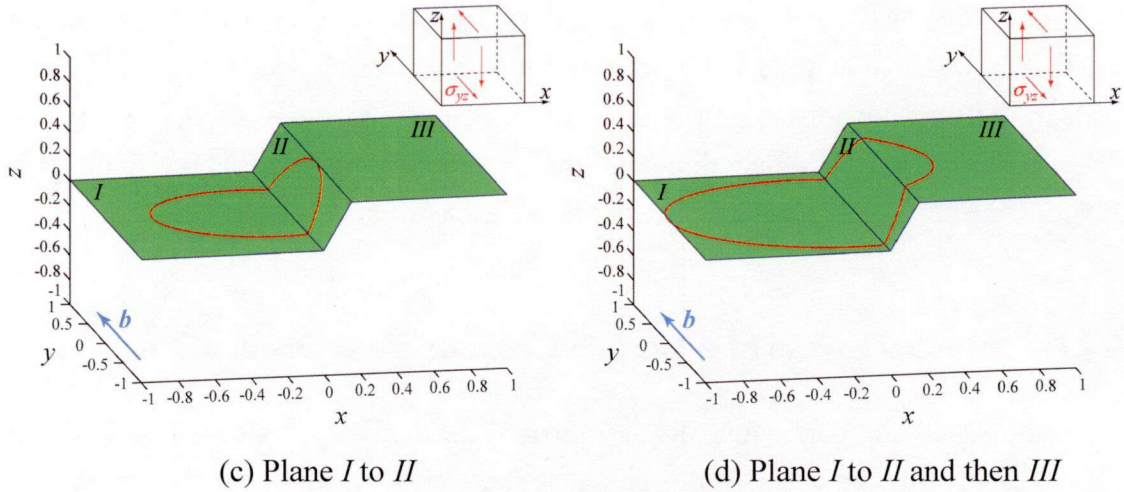 z
y
σyz
x
1
0.8
0.6
0.4
0.2
0
-0.2
-0.4
-0.6
-0.8
-1
z
I
II
III
b
1
0.5
0
-0.5
-1
y
-1 -0.8 -0.6 -0.4 -0.2 0 0.2 0.4 0.6 0.8 1
x
(c) Plane I to II
z
y
σyz
x
1
0.8
0.6
0.4
0.2
0
-0.2
-0.4
-0.6
-0.8
-1
z
I
II
III
b
1
0.5
0
-0.5
-1
y
-1 -0.8 -0.6 -0.4 -0.2 0 0.2 0.4 0.6 0.8 1
x
(d) Plane I to II and then III